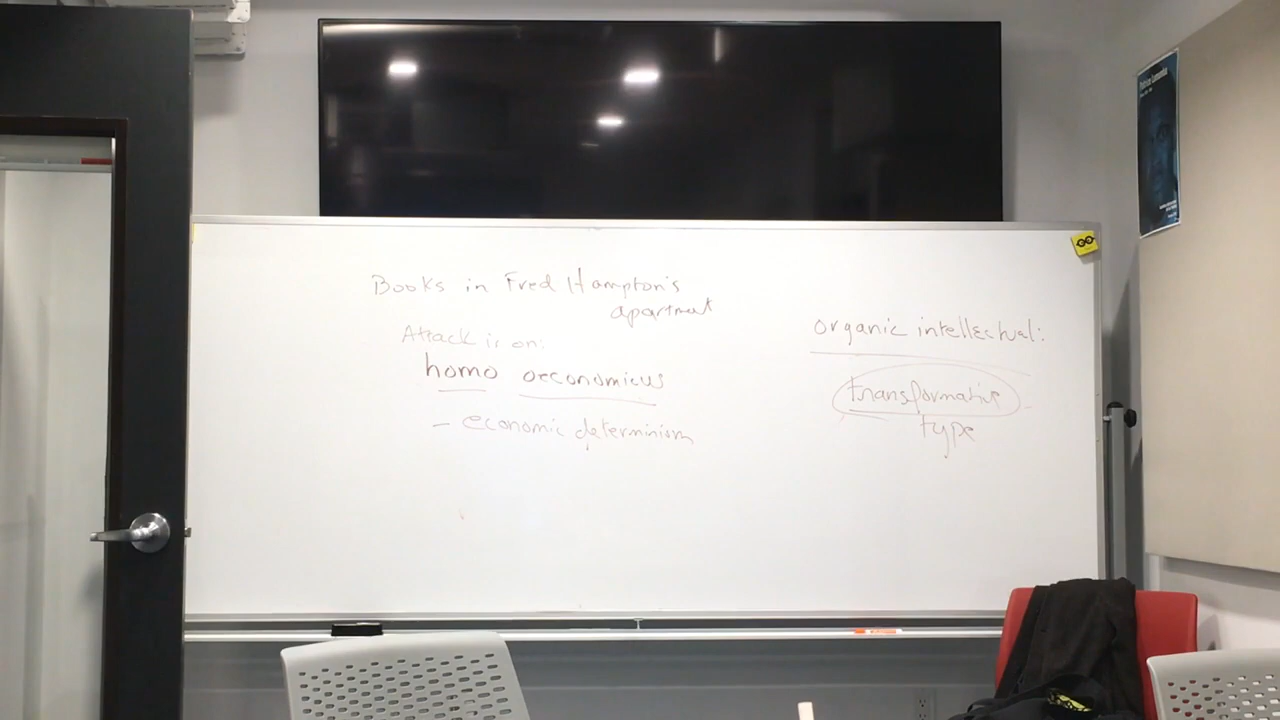 Books in Fred Hampton's
apartment
Attack is on:
homo oeconomicus
- economic determinism
organic intellectual:
transformative
type